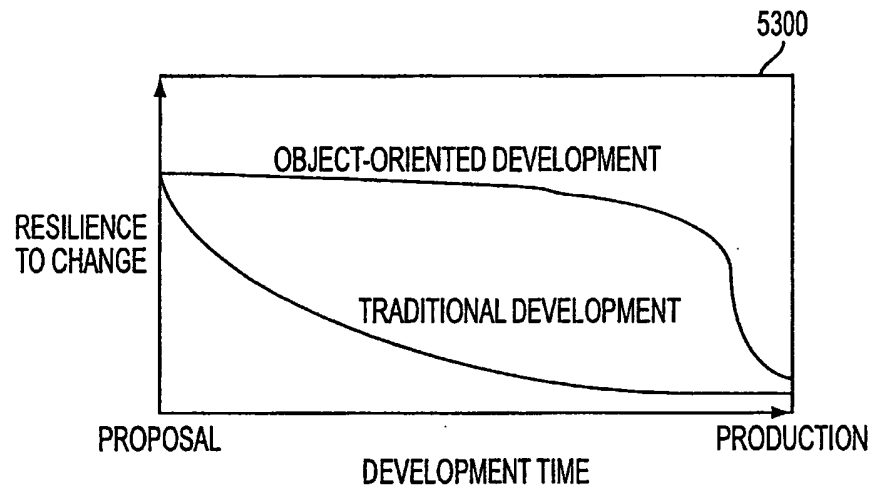 5300
OBJECT-ORIENTED DEVELOPMENT
RESILIENCE
TO CHANGE
TRADITIONAL DEVELOPMENT
PROPOSAL
PRODUCTION
DEVELOPMENT TIME